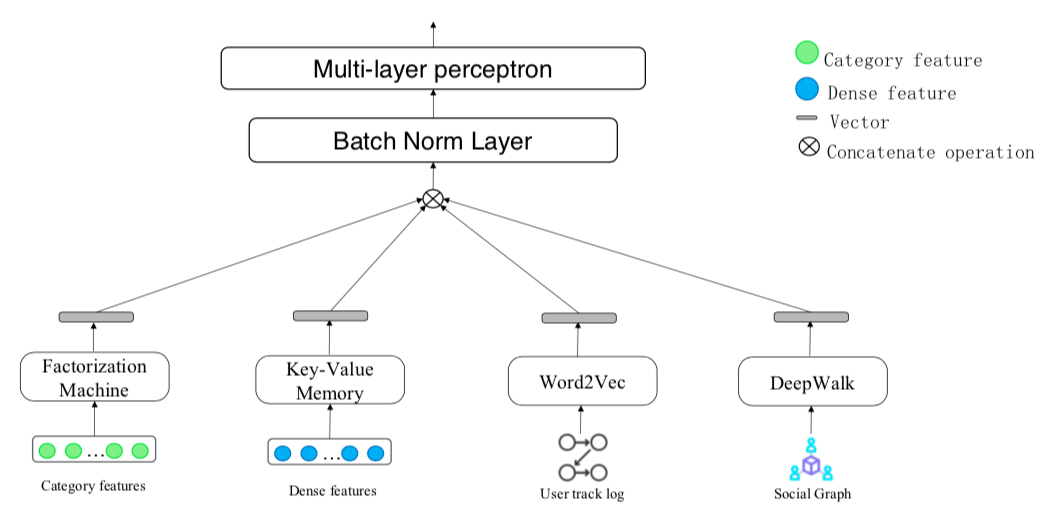 Multi-layer perceptron
Batch Norm Layer
Category feature
Dense feature
Vector
Concatenate operation
Factorization
Machine
Key-Value
Memory
Word2Vec
DeepWalk
...
...
Category features
Dense features
User track log
Social Graph